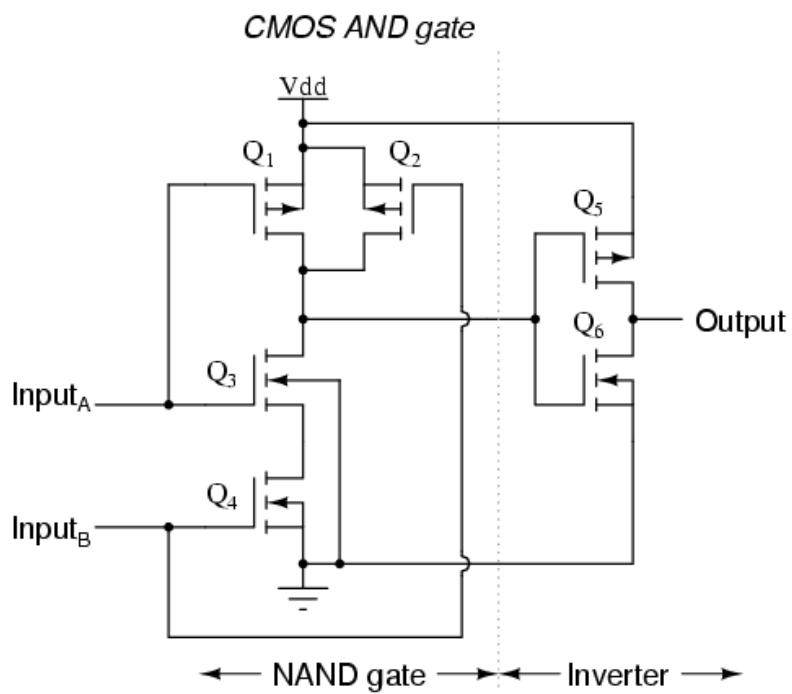 CMOS AND gate
Vdd
Q1
Q2
Q5
Q6
Output
Q3
InputA
Q4
InputB
NAND gate
Inverter